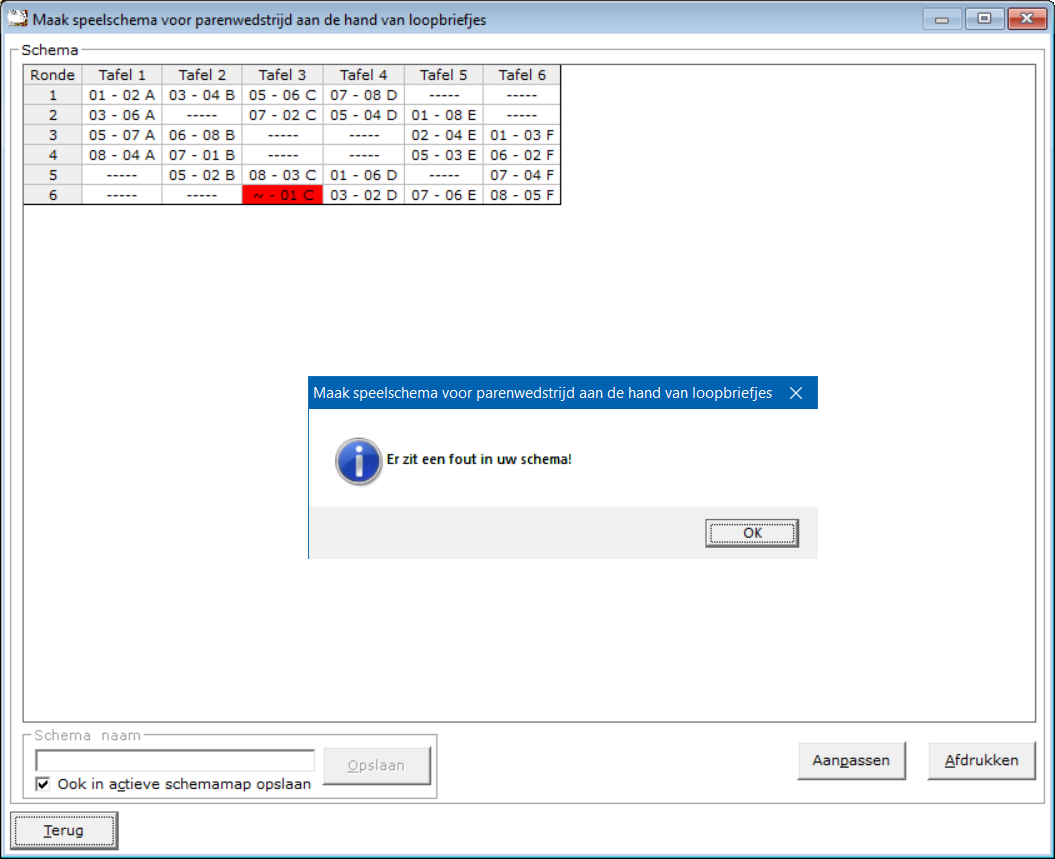 Maak speelschema voor parenwedstrijd aan de hand van loopbriefjes
Schema
Ronde Tafel 1 Tafel 2 Tafel 3 Tafel 4 Tafel 5 Tafel 6
1 01 - 02 A 03 - 04 B 05 - 06 C 07 - 08 D ----- -----
2 03 - 06 A ----- 07 - 02 C 05 - 04 D 01 - 08 E -----
3 05 - 07 A 06 - 08 B ----- ----- 02 - 04 E 01 - 03 F
4 08 - 04 A 07 - 01 B ----- ----- 05 - 03 E 06 - 02 F
5 ----- 05 - 02 B 08 - 03 C 01 - 06 D ----- 07 - 04 F
6 ----- ----- ~ - 01 C 03 - 02 D 07 - 06 E 08 - 05 F
Maak speelschema voor parenwedstrijd aan de hand van loopbriefjes
Er zit een fout in uw schema!
OK
Schema naam
Opslaan
Ook in actieve schemamap opslaan
Aanpassen
Afdrukken
Terug